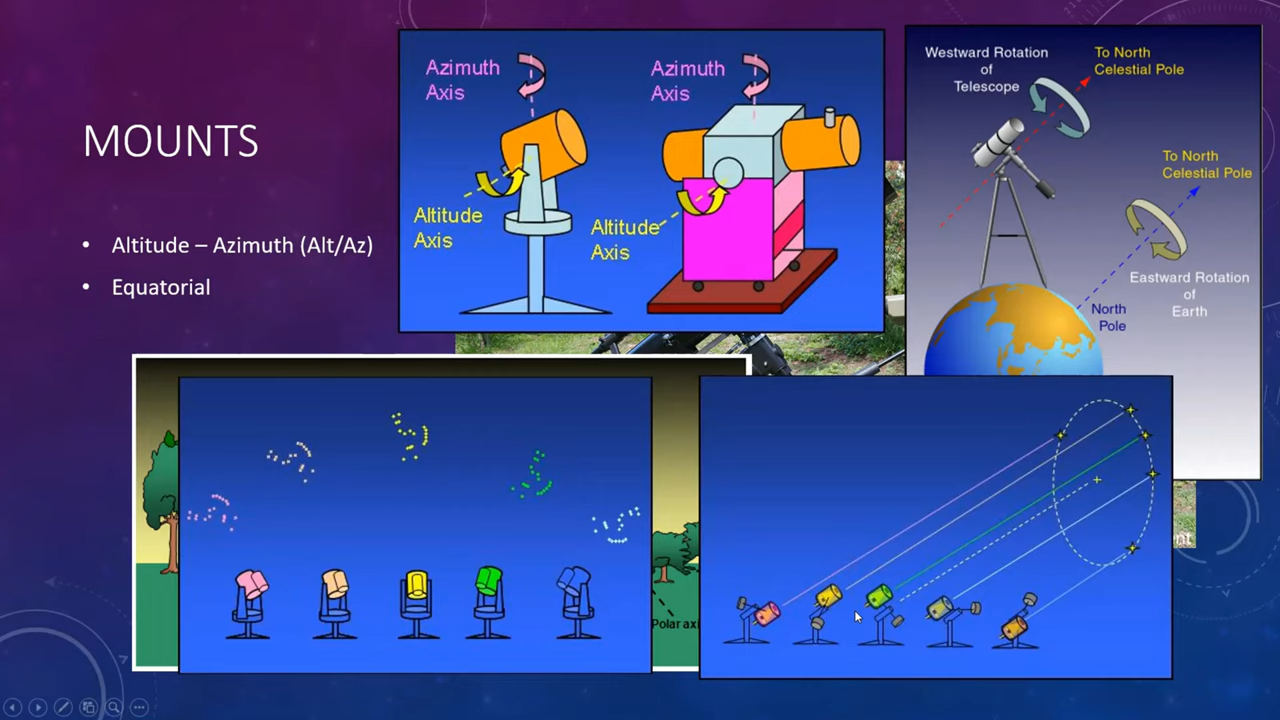 MOUNTS
• Altitude – Azimuth (Alt/Az)
• Equatorial
Azimuth
Axis
Altitude
Axis
Azimuth
Axis
Altitude
Axis
Westward Rotation
of
Telescope
To North
Celestial Pole
To North
Celestial Pole
Eastward Rotation
of
Earth
North
Pole
Polar axi